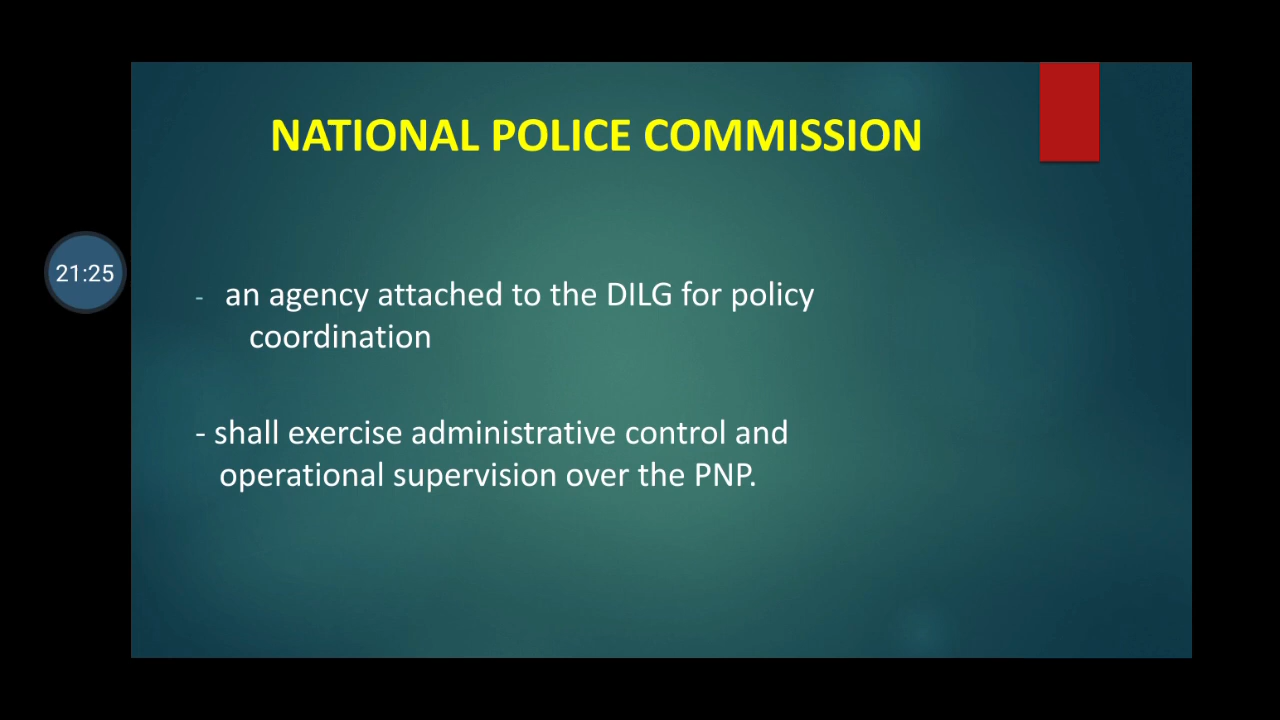 NATIONAL POLICE COMMISSION
21:25
- an agency attached to the DILG for policy
coordination
- shall exercise administrative control and
operational supervision over the PNP.